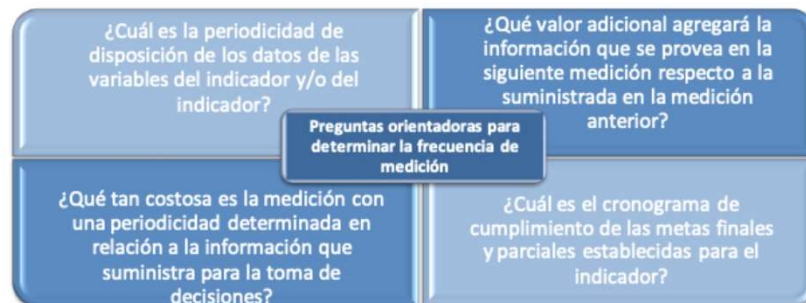 ¿Cuál es la periodicidad de
disposición de los datos de las
variables del indicador y/o del
indicador?
¿Qué valor adicional agregará la
información que se provea en la
siguiente medición respecto a la
suministrada en la medición
anterior?
Preguntas orientadoras para
determinar la frecuencia de
medición
¿Qué tan costosa es la medición con
una periodicidad determinada en
relación a la información que
suministra para la toma de
decisiones?
¿Cuál es el cronograma de
cumplimiento de las metas finales
y parciales establecidas para el
indicador?